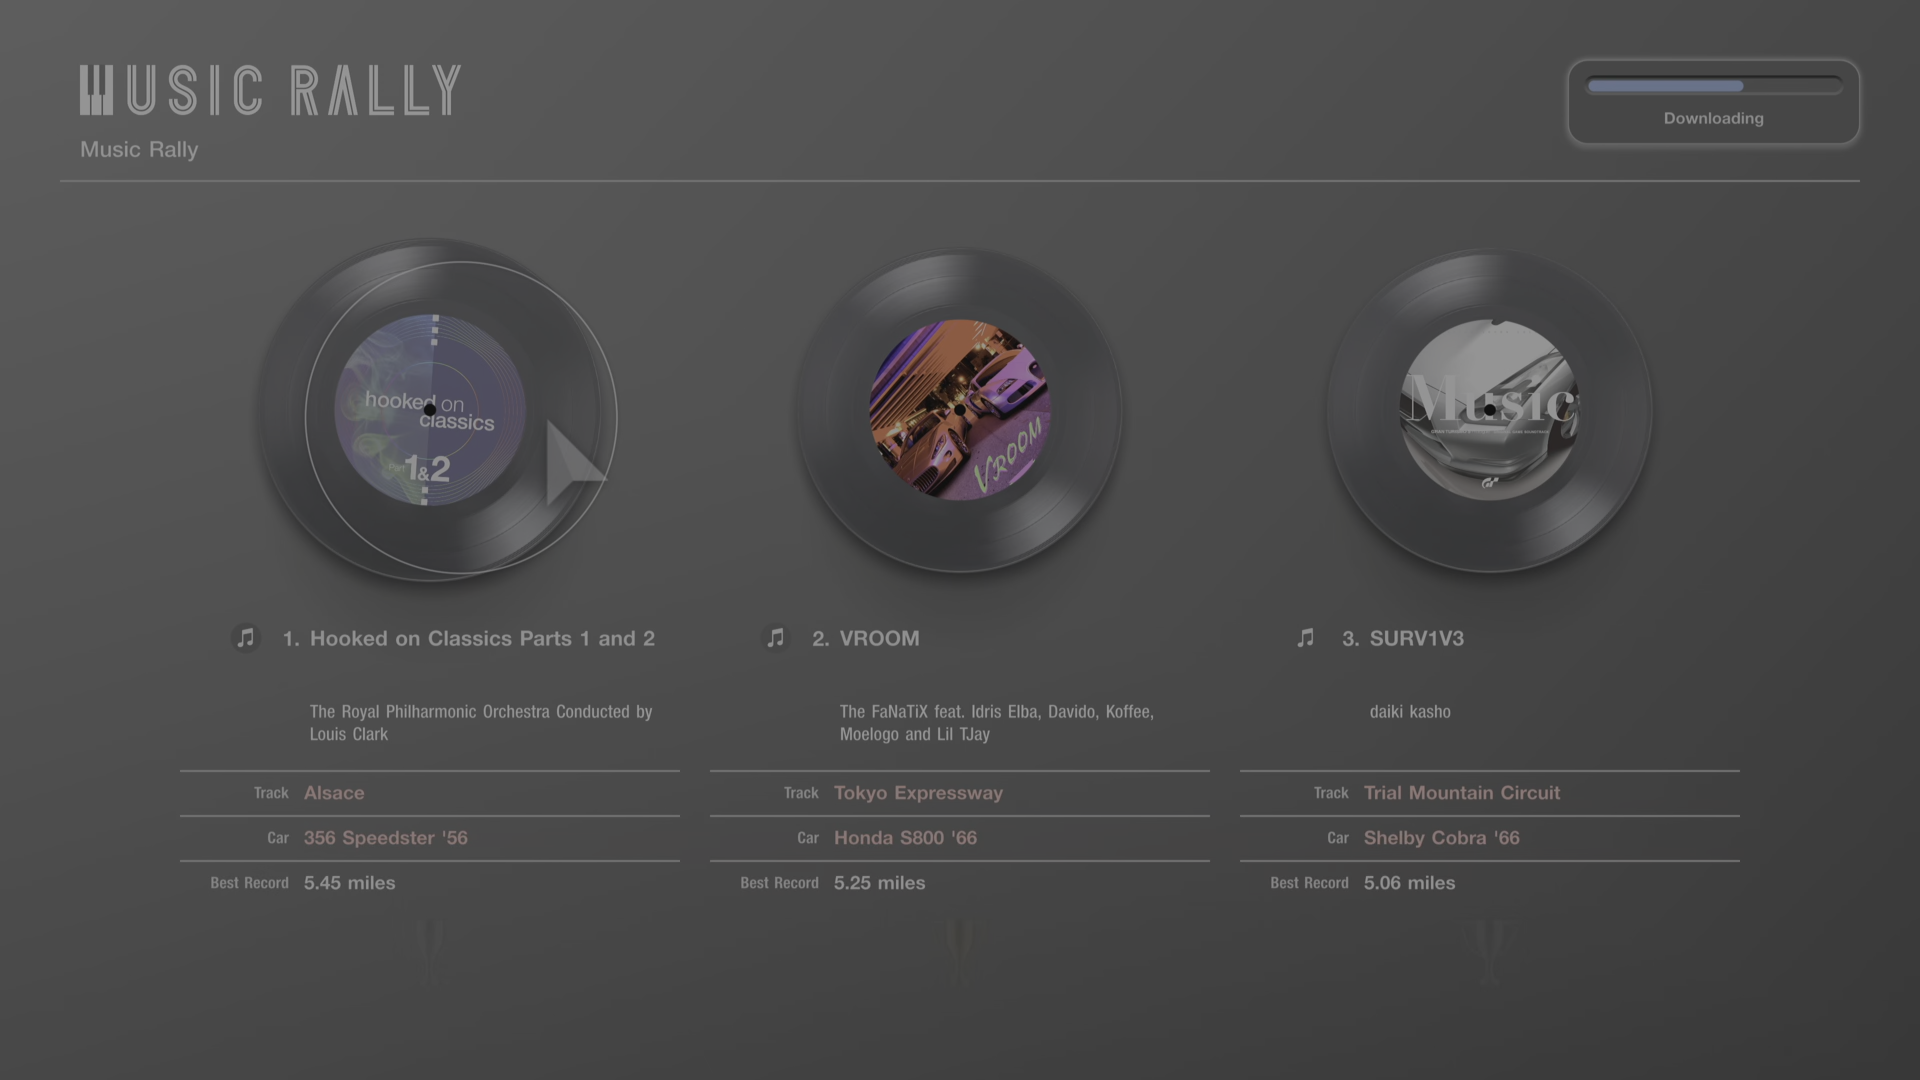 MUSIC RALLY
Music Rally
Downloading
hooked on
classics
1&2
VROOM
Music
1. Hooked on Classics Parts 1 and 2
The Royal Philharmonic Orchestra Conducted by
Louis Clark
Track Alsace
Car 356 Speedster '56
Best Record 5.45 miles
2. VROOM
The FaNaTiX feat. Idris Elba, Davido, Koffee,
Moelogo and Lil TJay
Track Tokyo Expressway
Car Honda S800 '66
Best Record 5.25 miles
3. SURV1V3
daiki kasho
Track Trial Mountain Circuit
Car Shelby Cobra '66
Best Record 5.06 miles